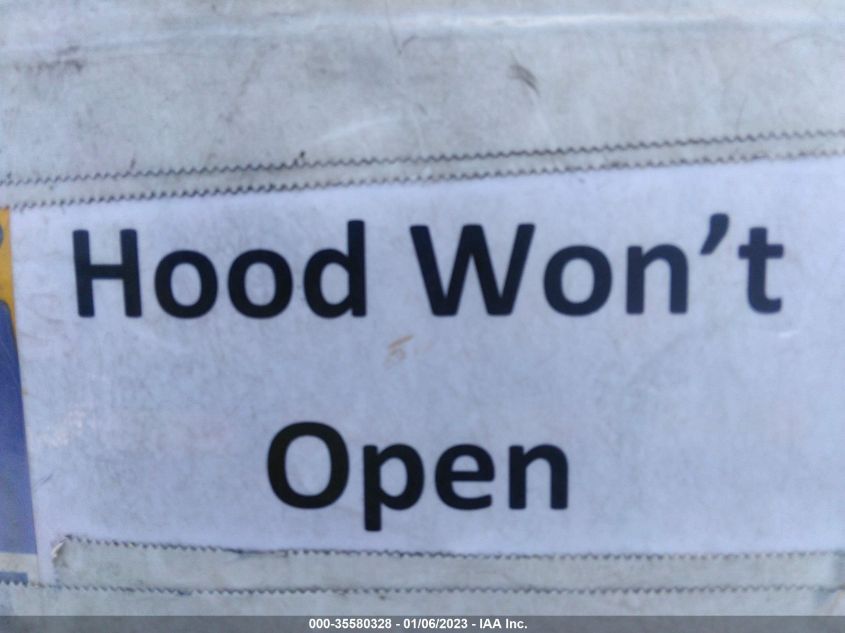 Hood Won’t
Open
000-35580328 - 01/06/2023 - IAA Inc.